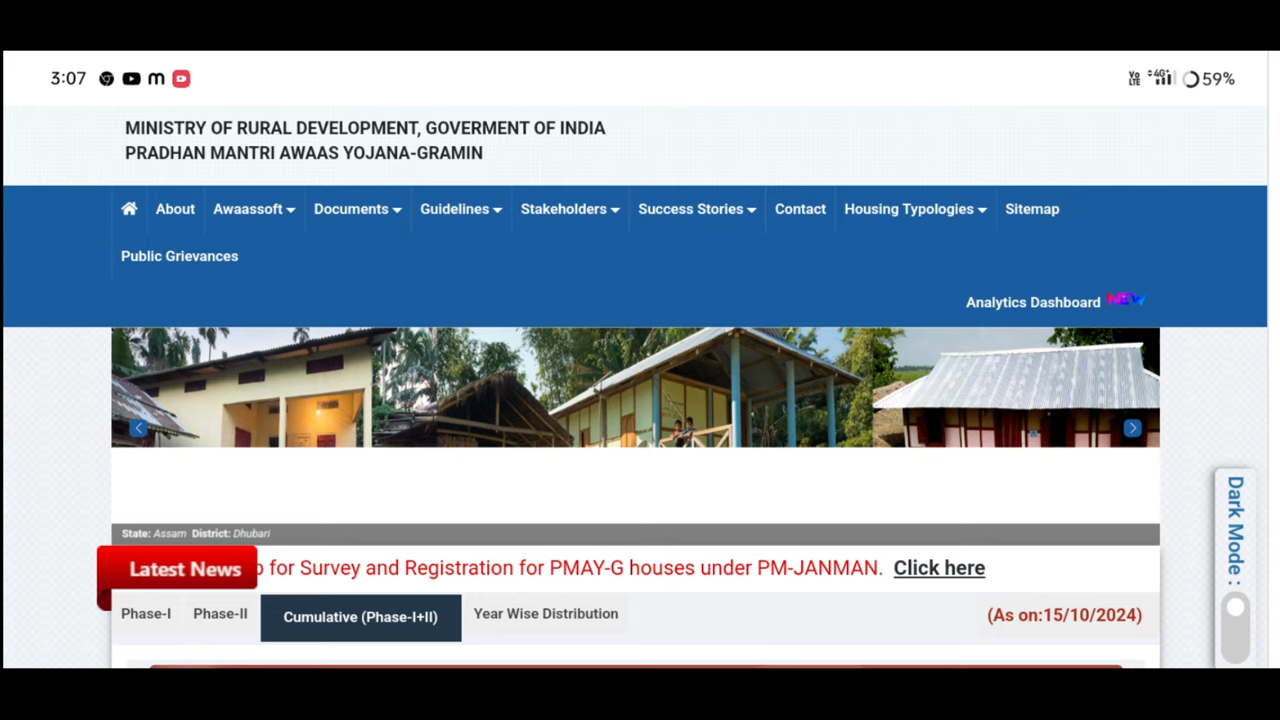 3:07 m Vo LTE 4G+ 59%
MINISTRY OF RURAL DEVELOPMENT, GOVERMENT OF INDIA
PRADHAN MANTRI AWAAS YOJANA-GRAMIN
About Awaassoft Documents Guidelines Stakeholders Success Stories Contact Housing Typologies Sitemap
Public Grievances
Analytics Dashboard NEW
State: Assam District: Dhubari
Latest News for Survey and Registration for PMAY-G houses under PM-JANMAN. Click here
Phase-I Phase-II Cumulative (Phase-I+II) Year Wise Distribution (As on:15/10/2024)
Dark Mode :